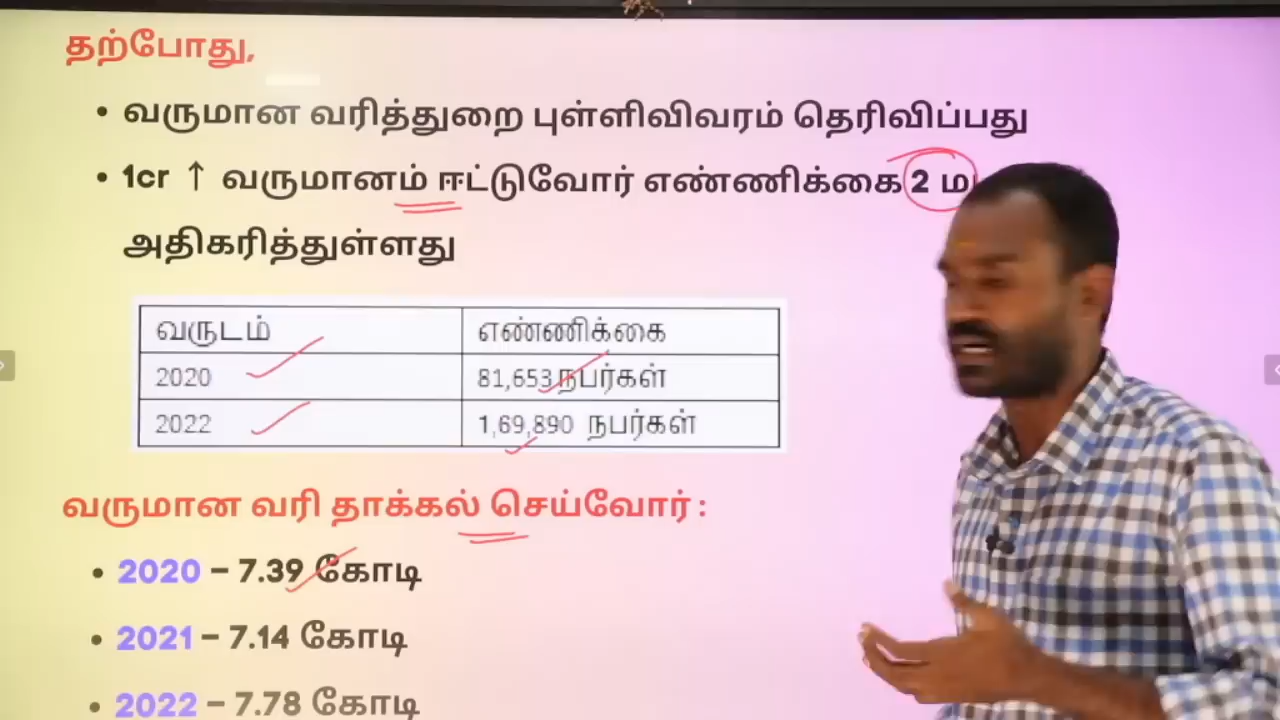 தற்போது,
• வருமான வரித்துறை புள்ளிவிவரம் தெரிவிப்பது
• 1cr ↑ வருமானம் ஈட்டுவோர் எண்ணிக்கை 2
அதிகரித்துள்ளது
வருடம் எண்ணிக்கை
2020 81,653 நபர்கள்
2022 1,69,890 நபர்கள்
வருமான வரி தாக்கல் செய்வோர் :
• 2020 – 7.39 கோடி
• 2021 – 7.14 கோடி
• 2022 – 7.78 கோடி